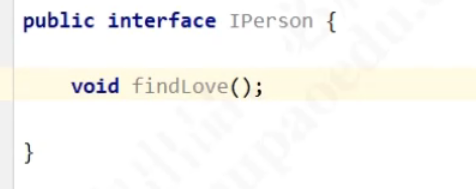 public interface IPerson {
void findLove();
}